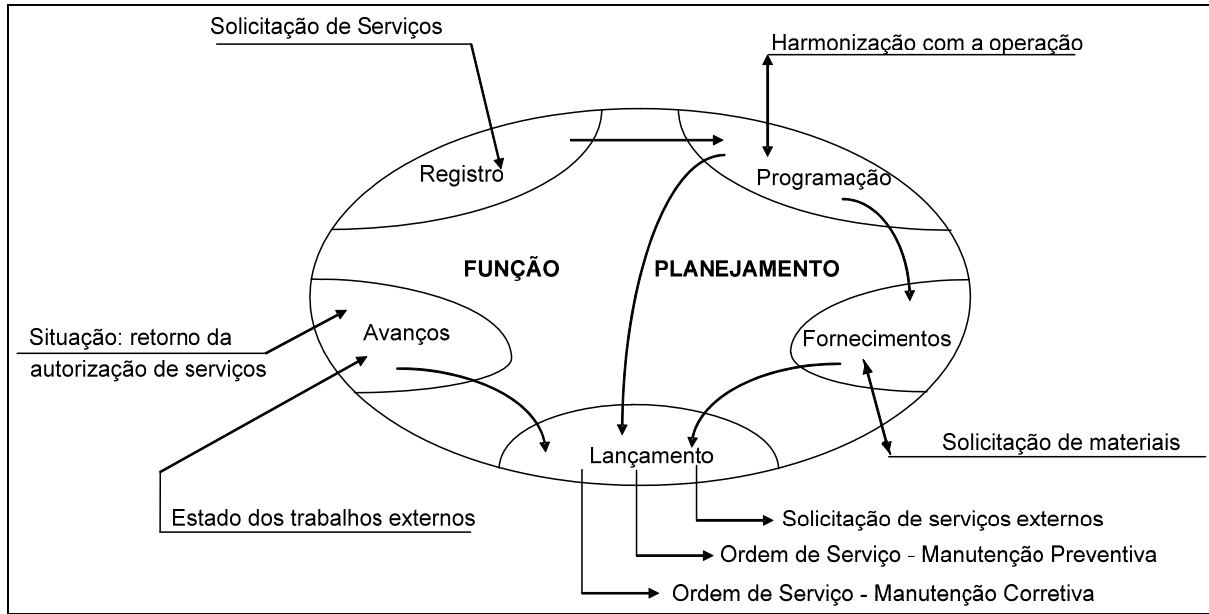 Solicitação de Serviços
Harmonização com a operação
Registro
Programação
FUNÇÃO PLANEJAMENTO
Situação: retorno da
autorização de serviços
Avanços
Fornecimentos
Lançamento
Solicitação de materiais
Estado dos trabalhos externos
Solicitação de serviços externos
Ordem de Serviço - Manutenção Preventiva
Ordem de Serviço - Manutenção Corretiva